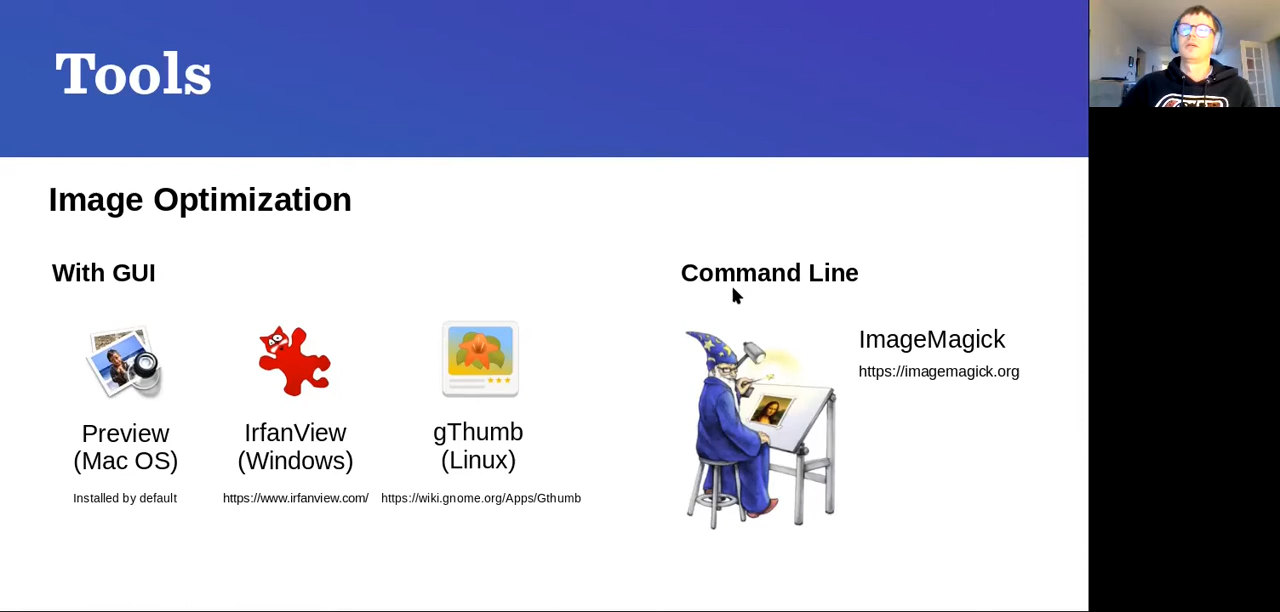 Tools
Image Optimization
With GUI
Command Line
Preview
(Mac OS)
Installed by default
IrfanView
(Windows)
https://www.irfanview.com/
gThumb
(Linux)
https://wiki.gnome.org/Apps/Gthumb
ImageMagick
https://imagemagick.org